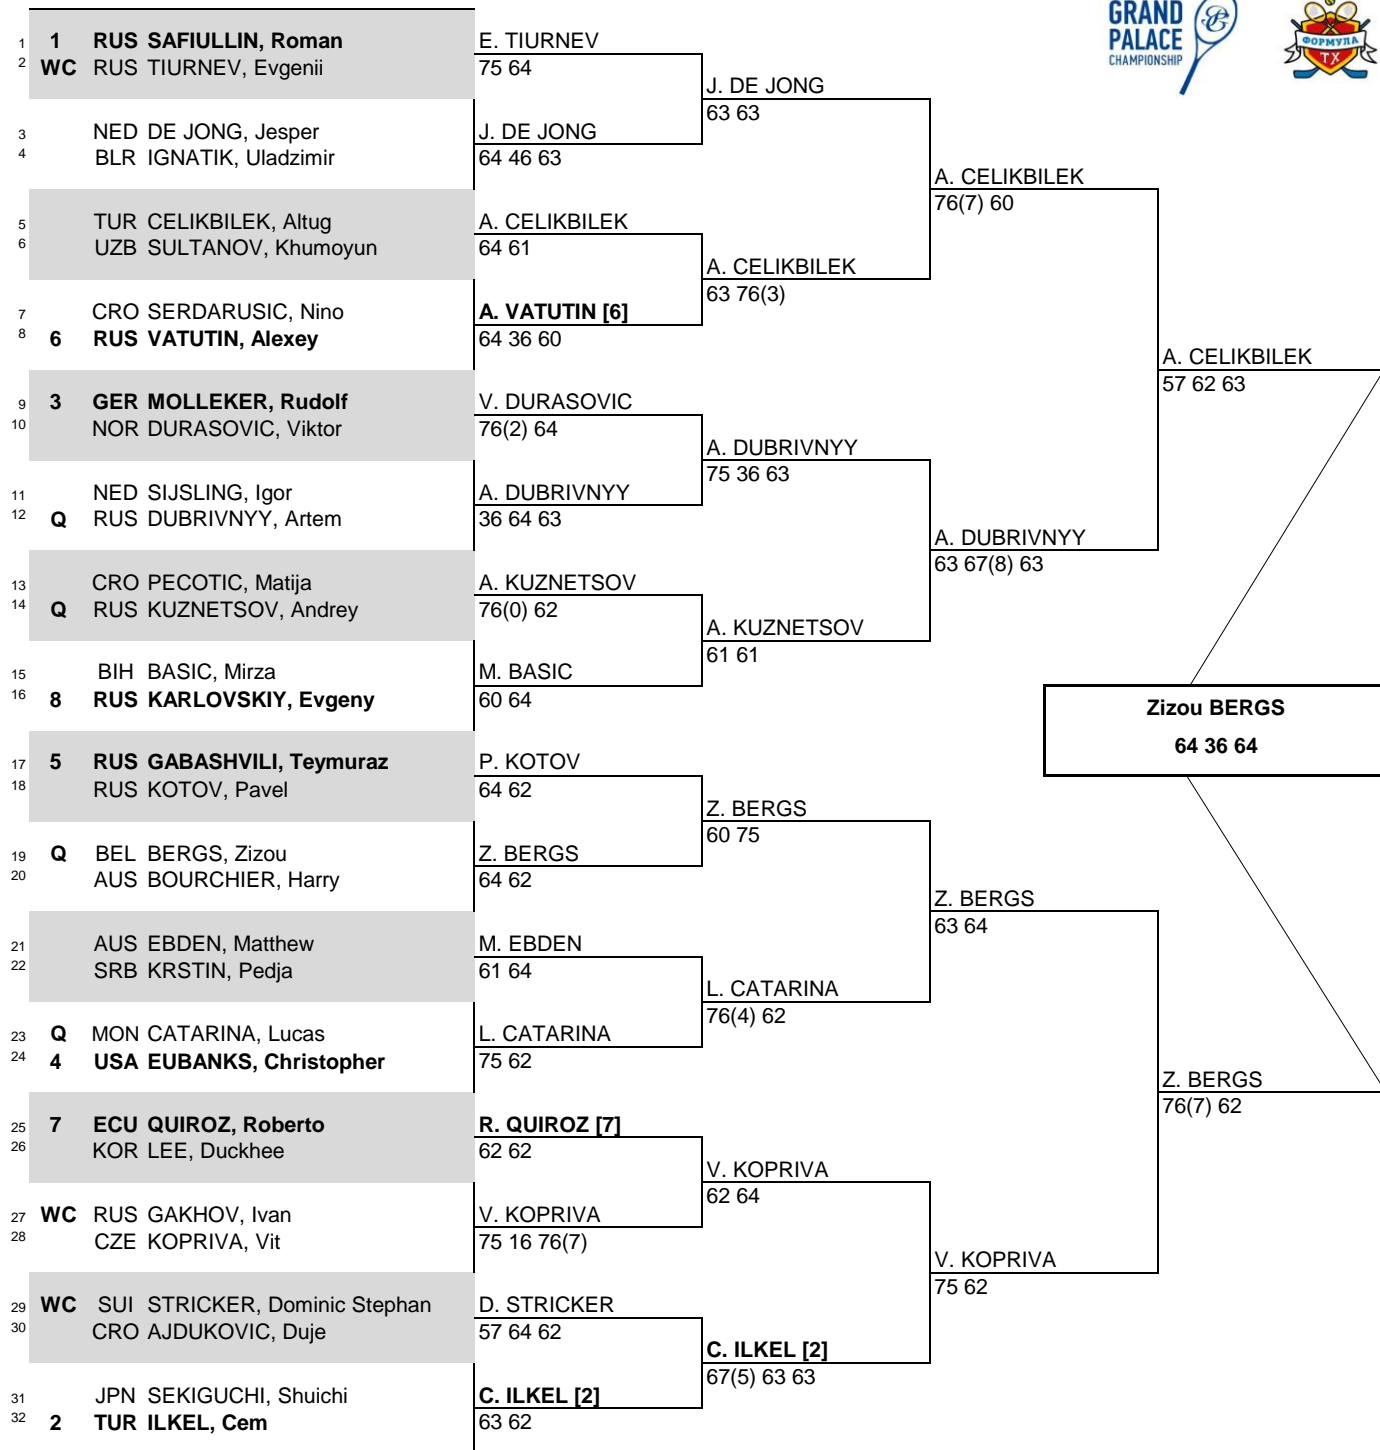 GRAND
PALACE
CHAMPIONSHIP
ФОРМУЛА
ТХ
1 1 RUS SAFIULLIN, Roman
2 WC RUS TIURNEV, Evgenii
3 NED DE JONG, Jesper
4 BLR IGNATIK, Uladzimir
5 TUR CELIKBILEK, Altug
6 UZB SULTANOV, Khumoyun
7 CRO SERDARUSIC, Nino
8 6 RUS VATUTIN, Alexey
9 3 GER MOLLEKER, Rudolf
10 NOR DURASOVIC, Viktor
11 NED SIJSLING, Igor
12 Q RUS DUBRIVNYY, Artem
13 CRO PECOTIC, Matija
14 Q RUS KUZNETSOV, Andrey
15 BIH BASIC, Mirza
16 8 RUS KARLOVSKIY, Evgeny
17 5 RUS GABASHVILI, Teymuraz
18 RUS KOTOV, Pavel
19 Q BEL BERGS, Zizou
20 AUS BOURCHIER, Harry
21 AUS EBDEN, Matthew
22 SRB KRSTIN, Pedja
23 Q MON CATARINA, Lucas
24 4 USA EUBANKS, Christopher
25 7 ECU QUIROZ, Roberto
26 KOR LEE, Duckhee
27 WC RUS GAKHOV, Ivan
28 CZE KOPRIVA, Vit
29 WC SUI STRICKER, Dominic Stephan
30 CRO AJDUKOVIC, Duje
31 JPN SEKIGUCHI, Shuichi
32 2 TUR ILKEL, Cem
E. TIURNEV
75 64
J. DE JONG
64 46 63
A. CELIKBILEK
64 61
A. VATUTIN [6]
64 36 60
V. DURASOVIC
76(2) 64
A. DUBRIVNYY
36 64 63
A. KUZNETSOV
76(0) 62
M. BASIC
60 64
P. KOTOV
64 62
Z. BERGS
64 62
M. EBDEN
61 64
L. CATARINA
75 62
R. QUIROZ [7]
62 62
V. KOPRIVA
75 16 76(7)
D. STRICKER
57 64 62
C. ILKEL [2]
63 62
J. DE JONG
63 63
A. CELIKBILEK
63 76(3)
A. DUBRIVNYY
75 36 63
A. KUZNETSOV
61 61
Z. BERGS
60 75
L. CATARINA
76(4) 62
V. KOPRIVA
62 64
C. ILKEL [2]
67(5) 63 63
A. CELIKBILEK
76(7) 60
A. DUBRIVNYY
63 67(8) 63
Z. BERGS
63 64
V. KOPRIVA
75 62
A. CELIKBILEK
57 62 63
Z. BERGS
76(7) 62
Zizou BERGS
64 36 64